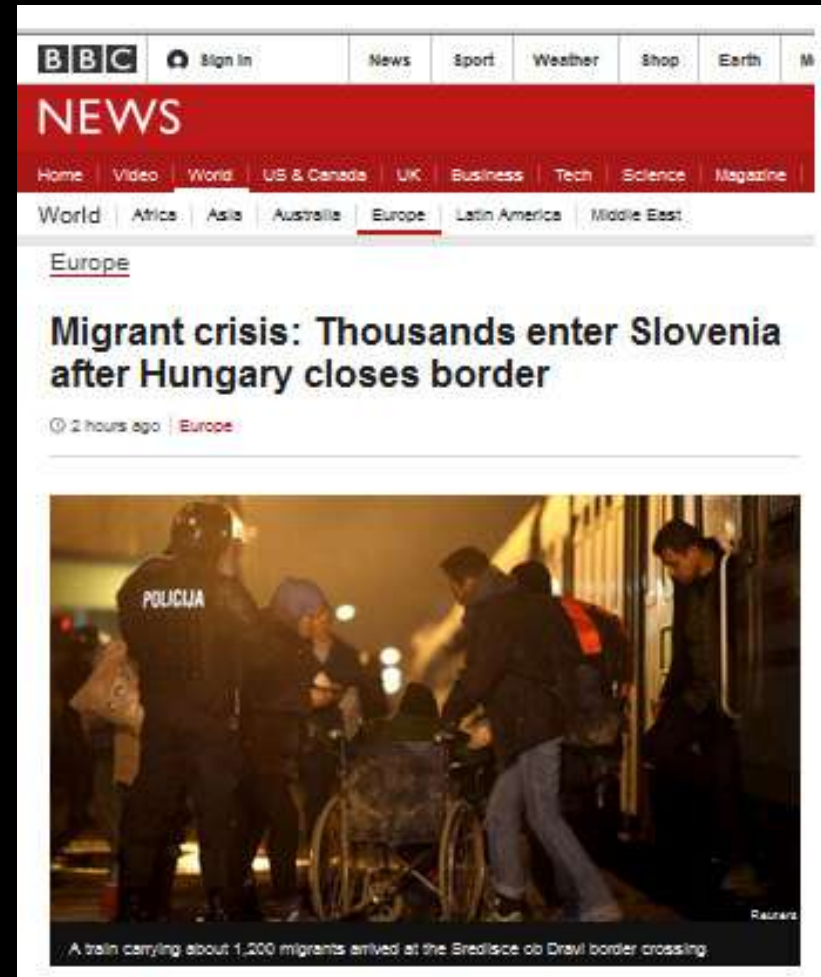 BBC Sign in News Sport Weather Shop Earth
NEWS
Home Video World US & Canada UK Business Tech Science Magazine
World Africa Asia Australia Europe Latin America Middle East
Europe
Migrant crisis: Thousands enter Slovenia
after Hungary closes border
2 hours ago Europe
POLICIJA
Reuters
A train carrying about 1,200 migrants arrived at the Sredisce ob Dravi border crossing